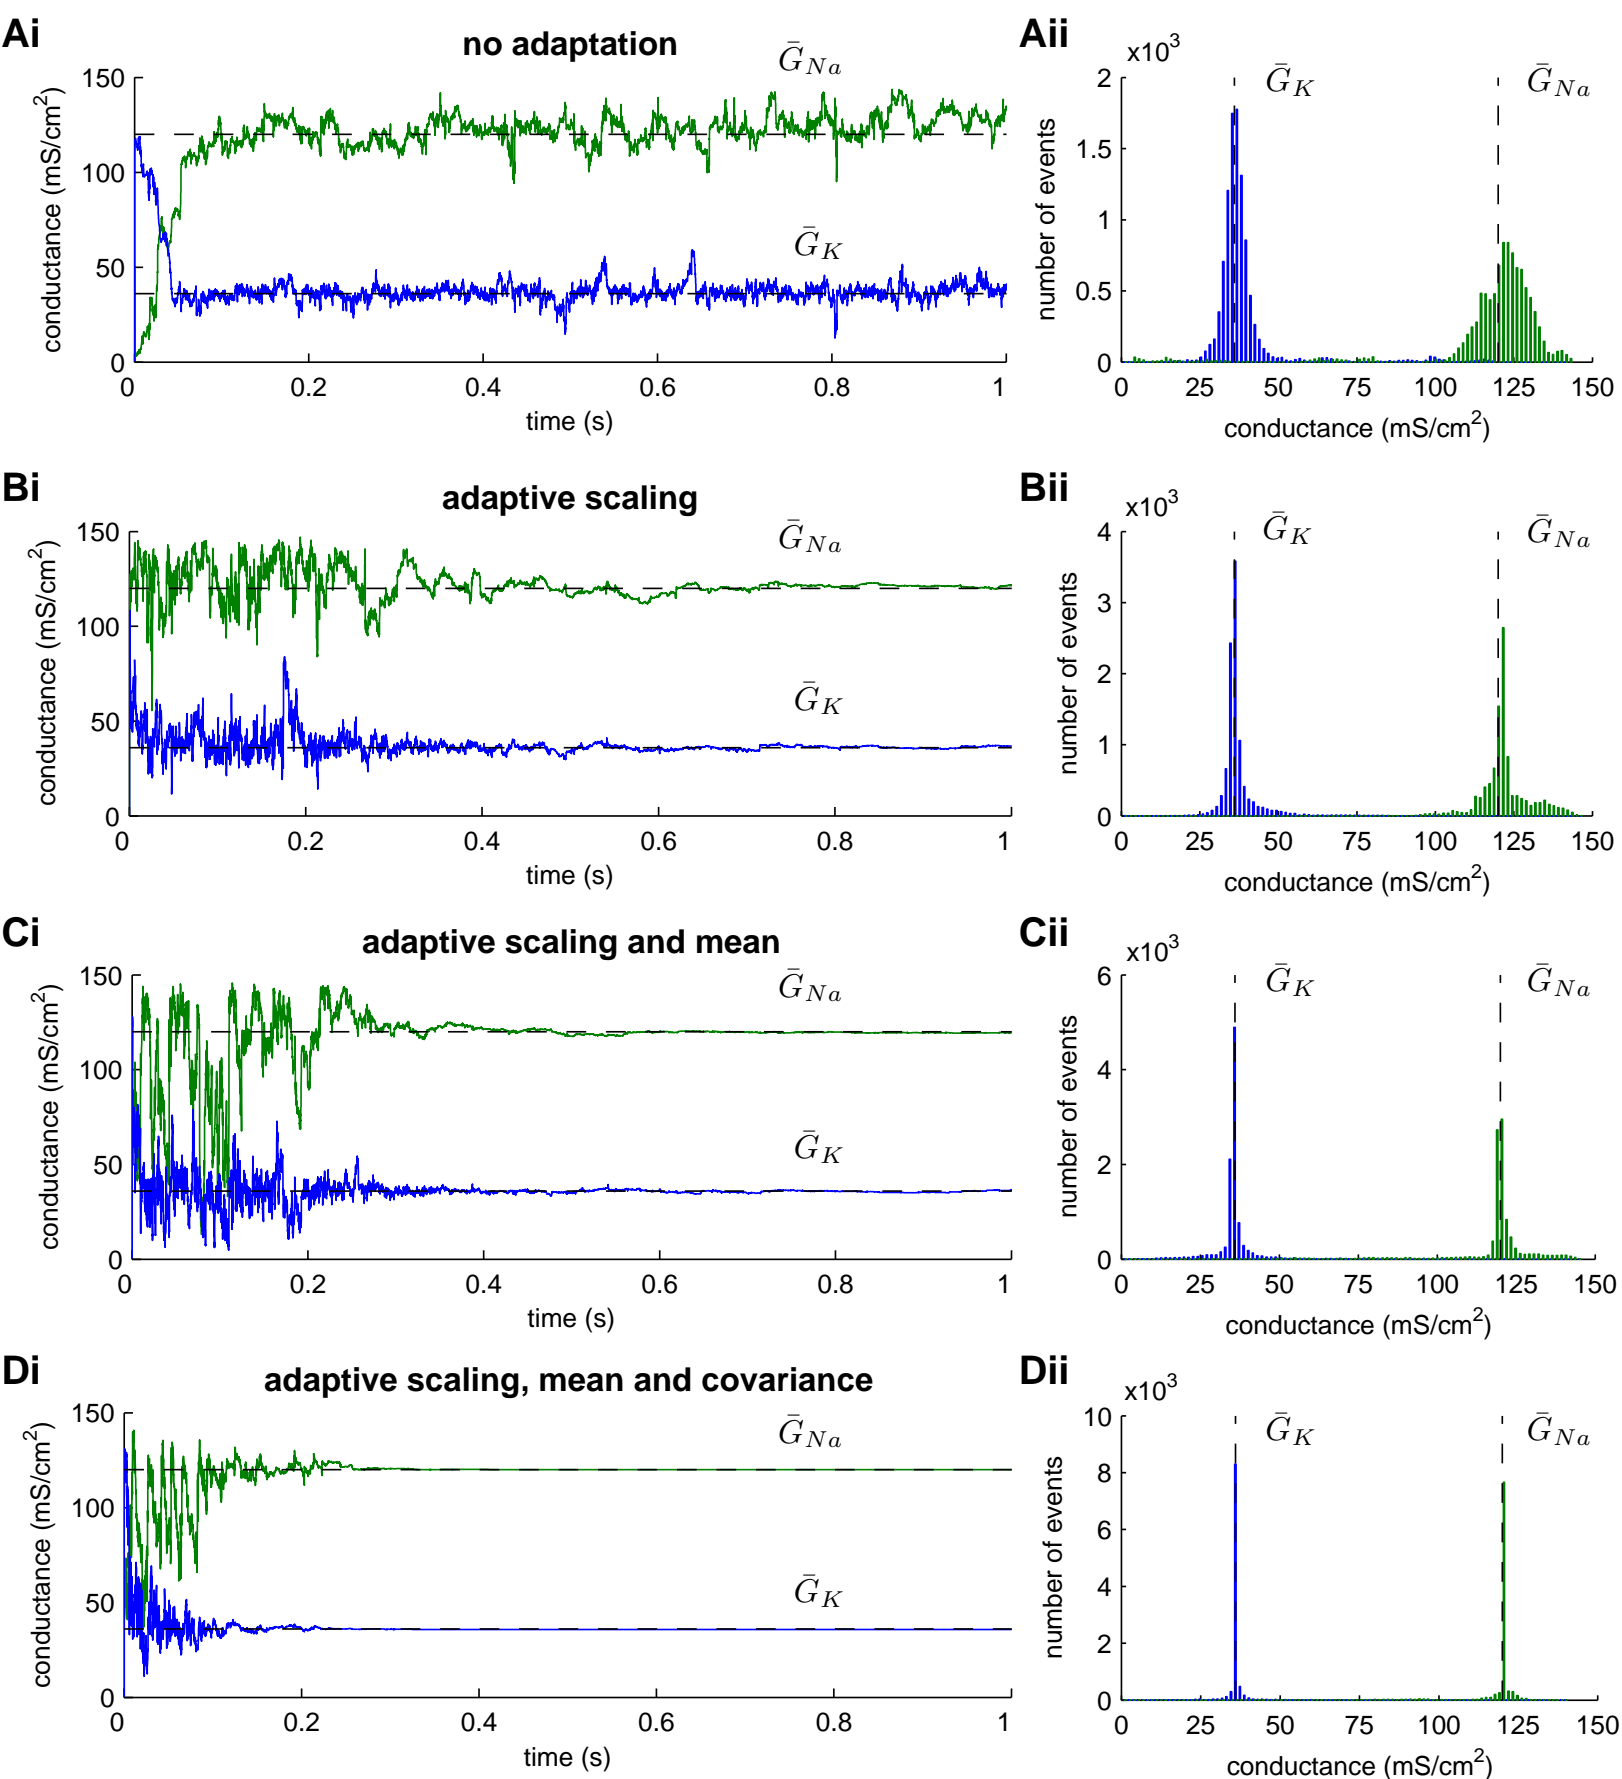 Ai
no adaptation
Ḡ_Na
Ḡ_K
conductance (mS/cm²)
150
100
50
0
0 0.2 0.4 0.6 0.8 1
time (s)
Aii
x10³
Ḡ_K
Ḡ_Na
number of events
2
1.5
1
0.5
0
0 25 50 75 100 125 150
conductance (mS/cm²)
Bi
adaptive scaling
Ḡ_Na
Ḡ_K
conductance (mS/cm²)
150
100
50
0
0 0.2 0.4 0.6 0.8 1
time (s)
Bii
x10³
Ḡ_K
Ḡ_Na
number of events
4
3
2
1
0
0 25 50 75 100 125 150
conductance (mS/cm²)
Ci
adaptive scaling and mean
Ḡ_Na
Ḡ_K
conductance (mS/cm²)
150
100
50
0
0 0.2 0.4 0.6 0.8 1
time (s)
Cii
x10³
Ḡ_K
Ḡ_Na
number of events
6
4
2
0
0 25 50 75 100 125 150
conductance (mS/cm²)
Di
adaptive scaling, mean and covariance
Ḡ_Na
Ḡ_K
conductance (mS/cm²)
150
100
50
0
0 0.2 0.4 0.6 0.8 1
time (s)
Dii
x10³
Ḡ_K
Ḡ_Na
number of events
10
8
6
4
2
0
0 25 50 75 100 125 150
conductance (mS/cm²)